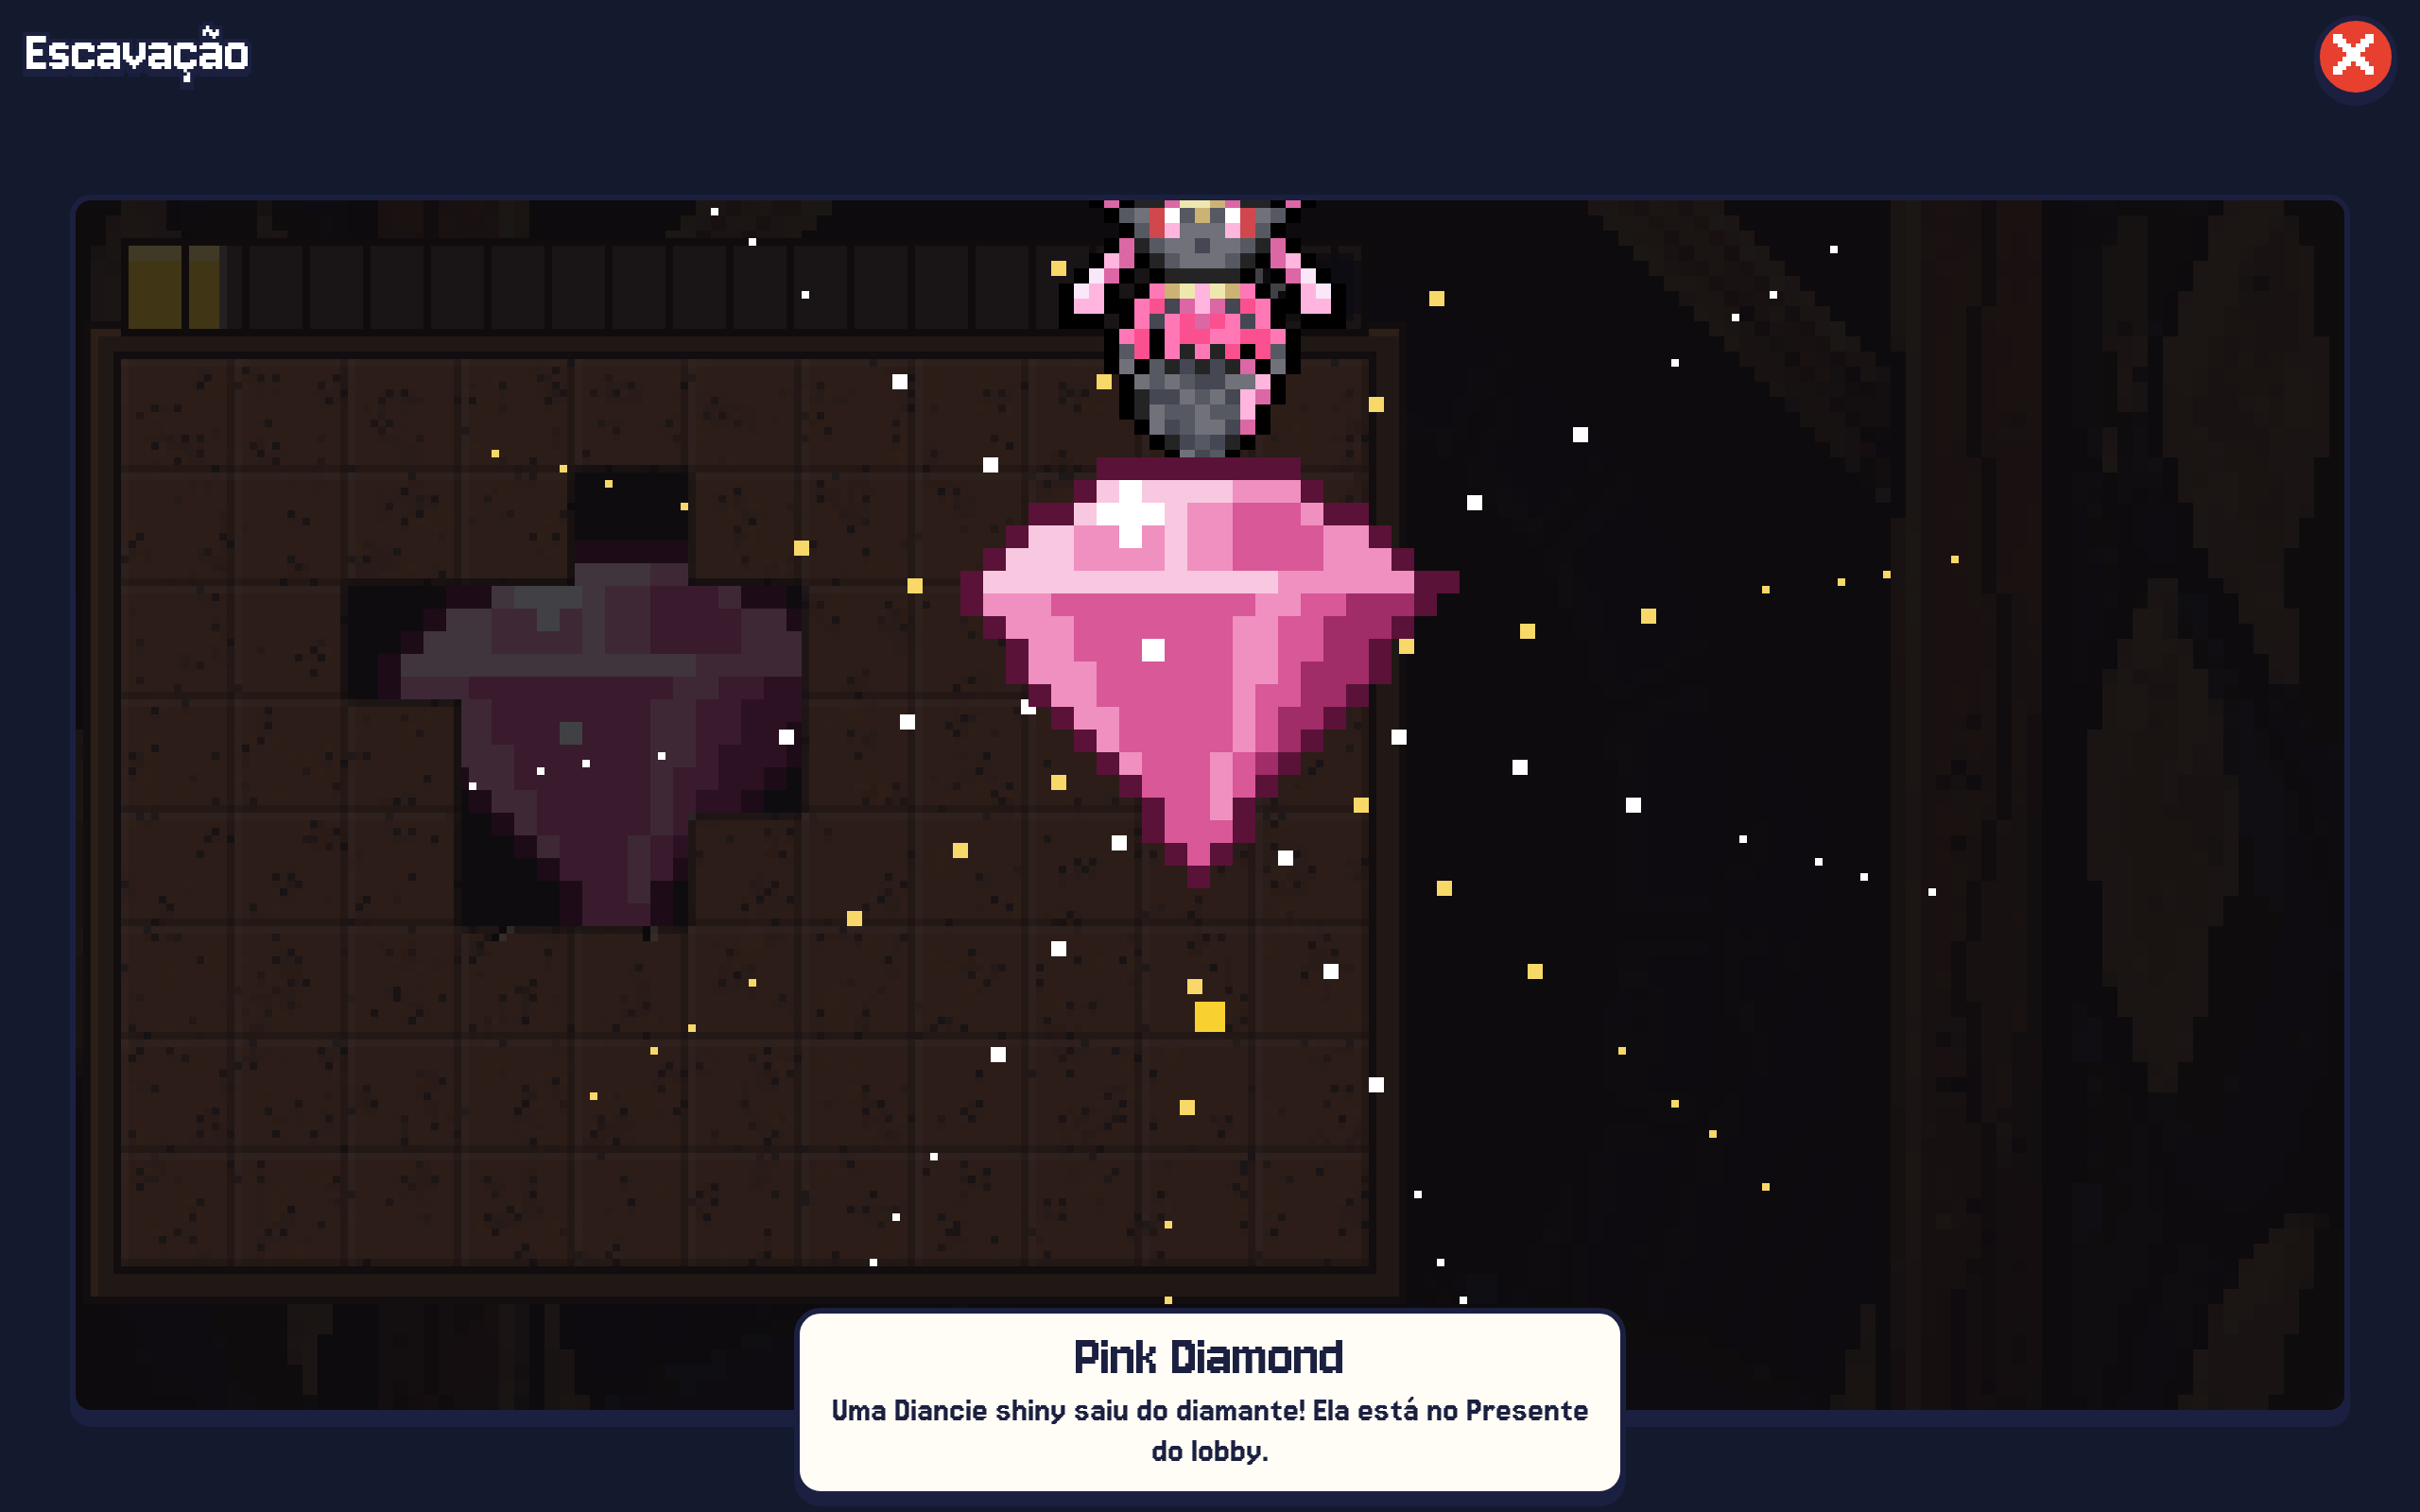 Escavação
Pink Diamond
Uma Diancie shiny saiu do diamante! Ela está no Presente
do lobby.